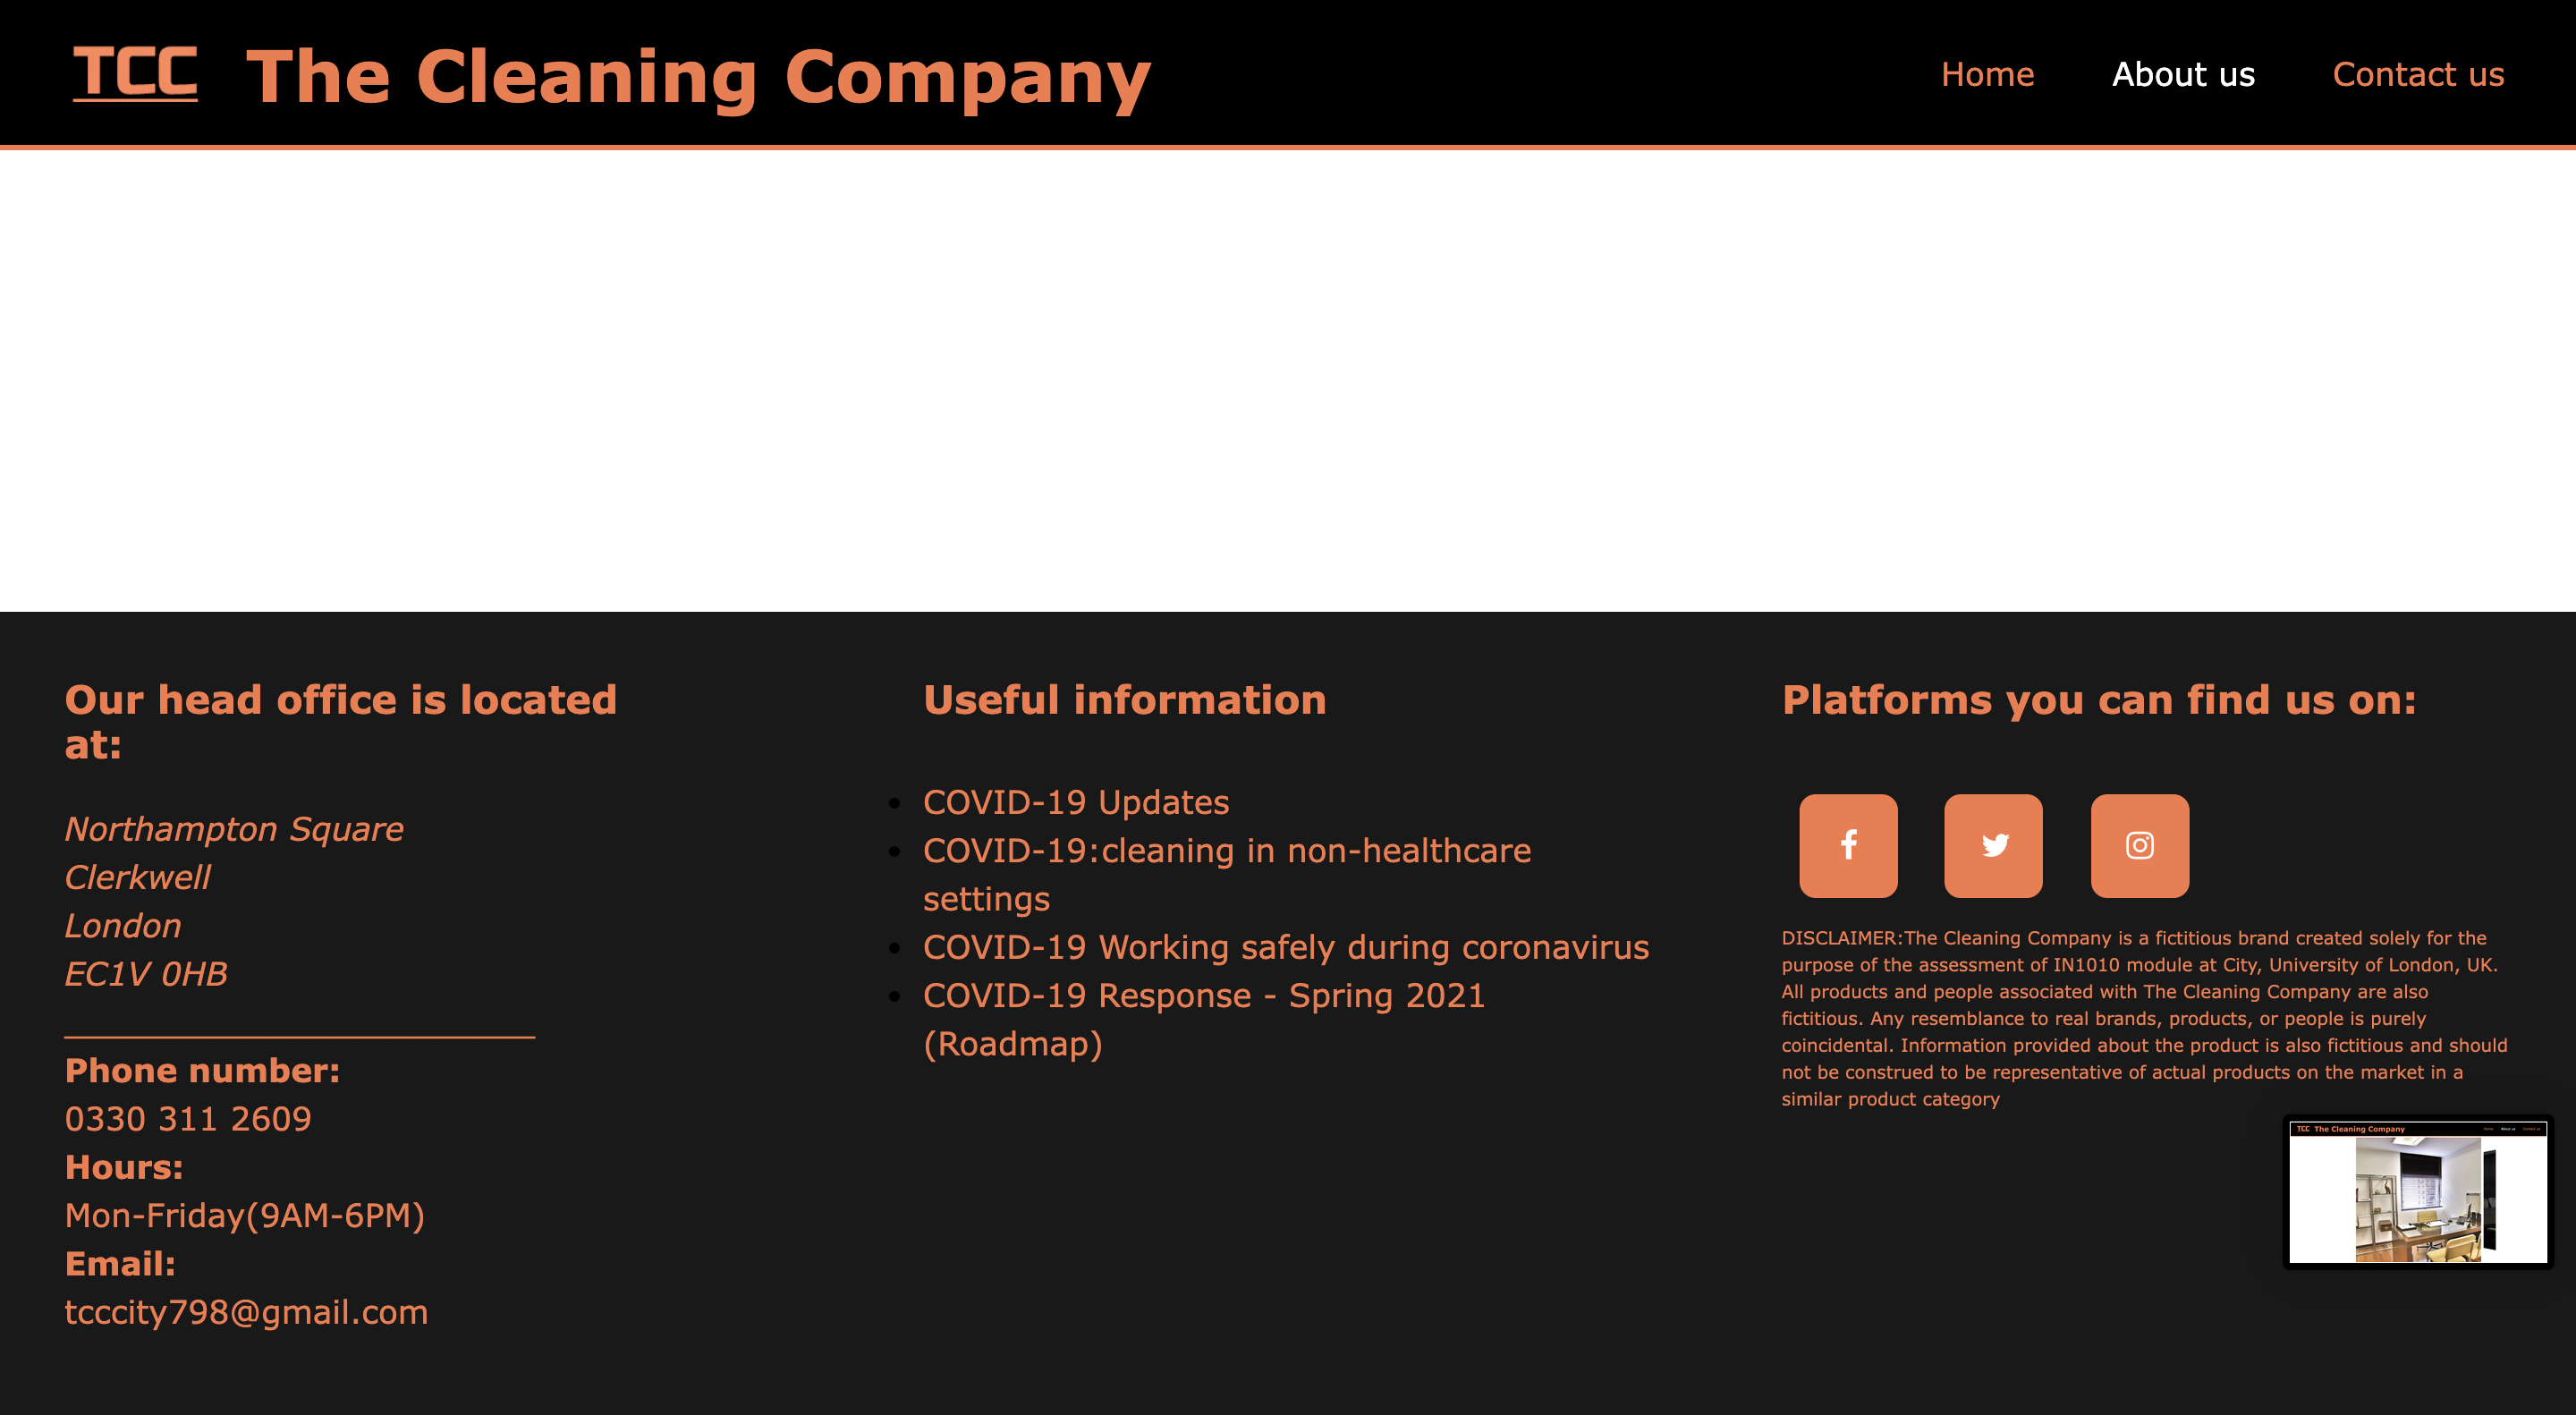 TCC The Cleaning Company
Home About us Contact us
Our head office is located
at:
Northampton Square
Clerkwell
London
EC1V 0HB
Phone number:
0330 311 2609
Hours:
Mon-Friday(9AM-6PM)
Email:
tcccity798@gmail.com
Useful information
COVID-19 Updates
COVID-19:cleaning in non-healthcare
settings
COVID-19 Working safely during coronavirus
COVID-19 Response - Spring 2021
(Roadmap)
Platforms you can find us on:
DISCLAIMER:The Cleaning Company is a fictitious brand created solely for the
purpose of the assessment of IN1010 module at City, University of London, UK.
All products and people associated with The Cleaning Company are also
fictitious. Any resemblance to real brands, products, or people is purely
coincidental. Information provided about the product is also fictitious and should
not be construed to be representative of actual products on the market in a
similar product category
TCC The Cleaning Company
Home About us Contact us